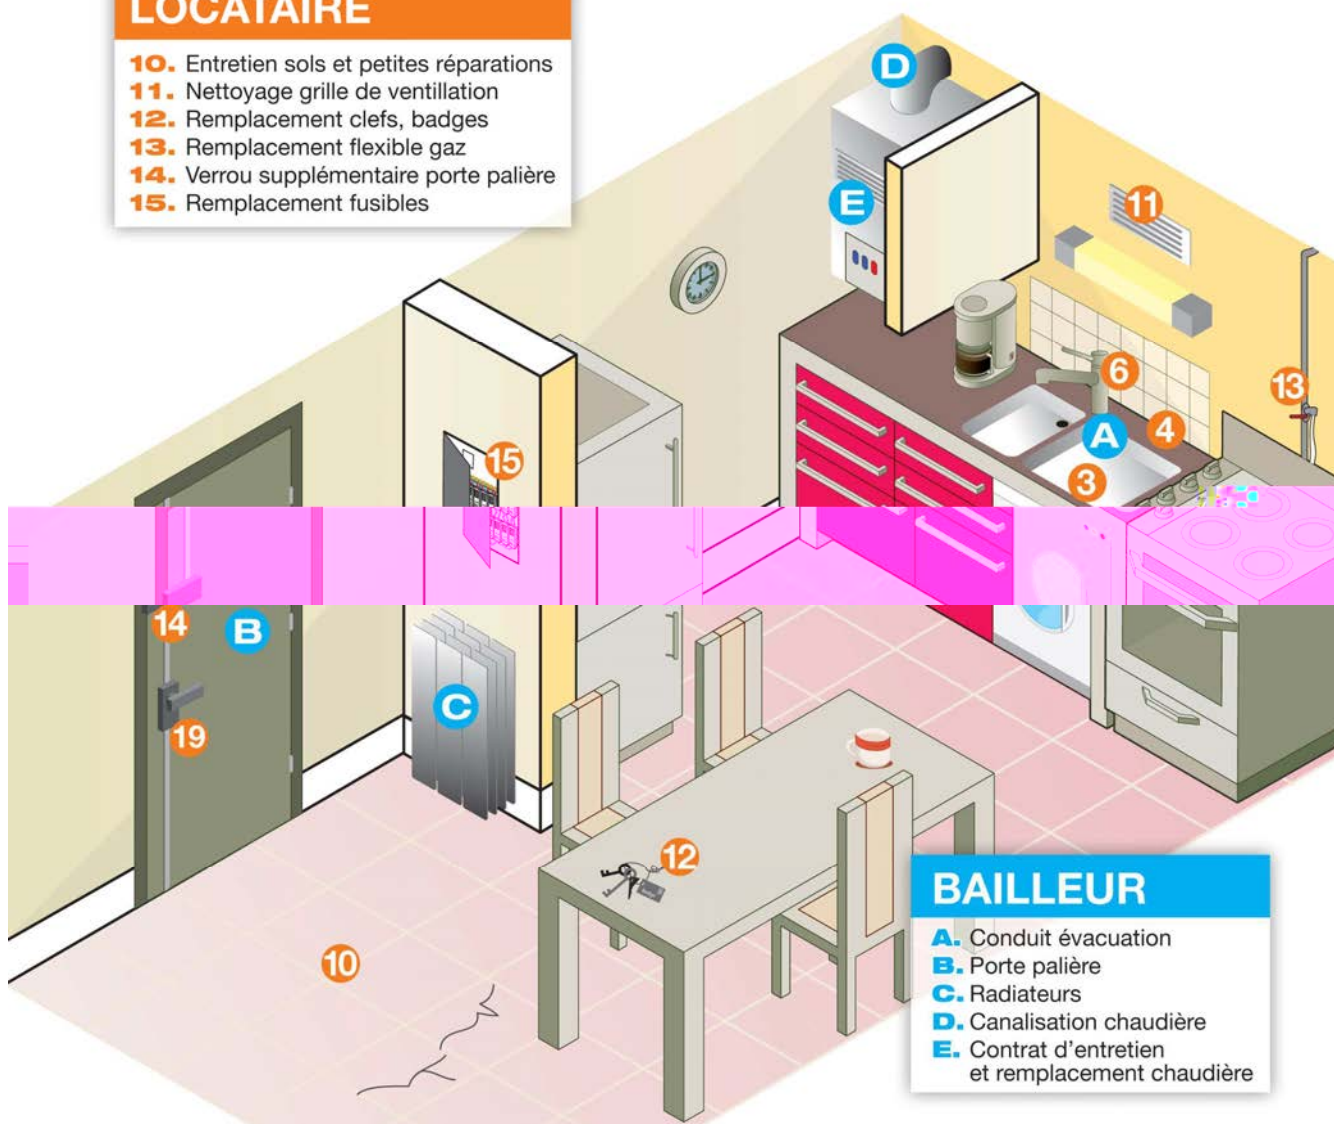 LOCATAIRE
10. Entretien sols et petites réparations
11. Nettoyage grille de ventillation
12. Remplacement clefs, badges
13. Remplacement flexible gaz
14. Verrou supplémentaire porte palière
15. Remplacement fusibles
D
E
11
6
13
4
A
15
3
14
B
C
19
12
10
BAILLEUR
A. Conduit évacuation
B. Porte palière
C. Radiateurs
D. Canalisation chaudière
E. Contrat d'entretien
et remplacement chaudière